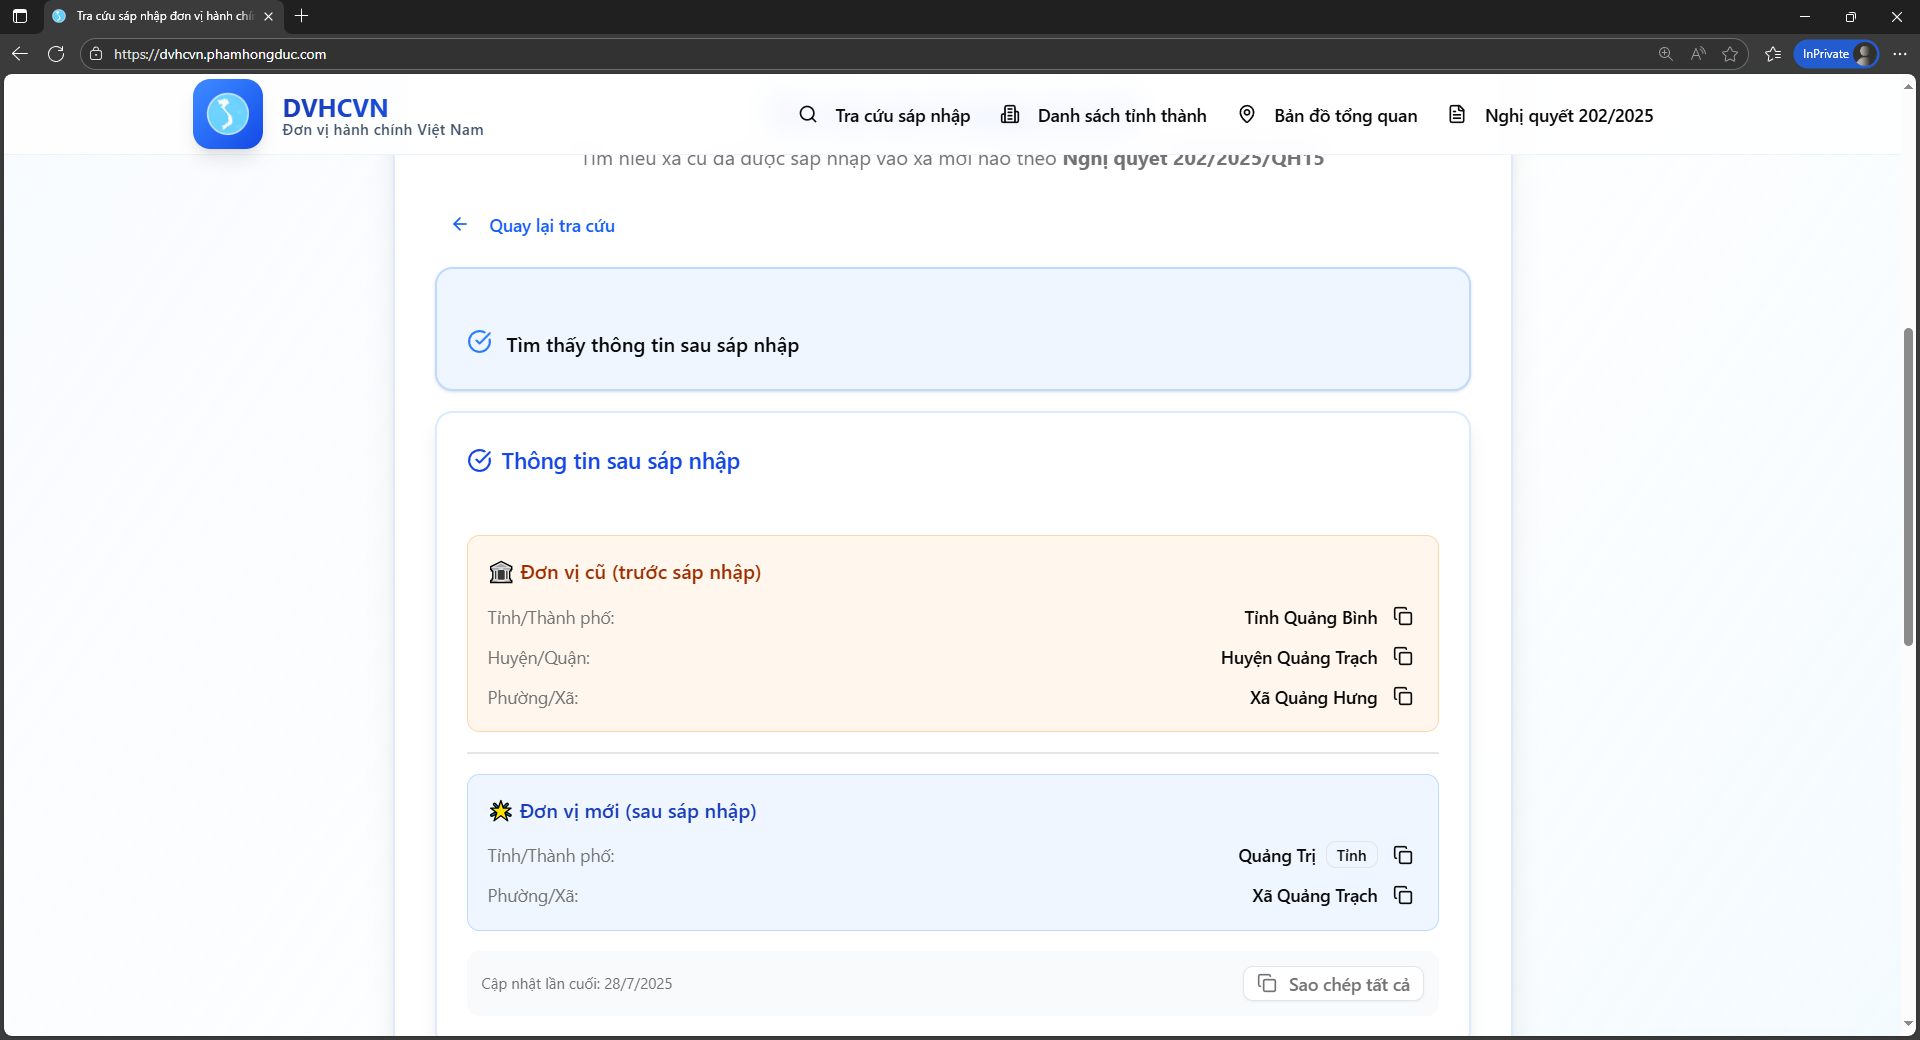 Tra cứu sáp nhập đơn vị hành chí
https://dvhcvn.phamhongduc.com
InPrivate
DVHCVN
Đơn vị hành chính Việt Nam
Tra cứu sáp nhập
Danh sách tỉnh thành
Bản đồ tổng quan
Nghị quyết 202/2025
Tìm hiểu xã cũ đã được sáp nhập vào xã mới nào theo Nghị quyết 202/2025/QH15
Quay lại tra cứu
Tìm thấy thông tin sau sáp nhập
Thông tin sau sáp nhập
Đơn vị cũ (trước sáp nhập)
Tỉnh/Thành phố: Tỉnh Quảng Bình
Huyện/Quận: Huyện Quảng Trạch
Phường/Xã: Xã Quảng Hưng
Đơn vị mới (sau sáp nhập)
Tỉnh/Thành phố: Quảng Trị Tỉnh
Phường/Xã: Xã Quảng Trạch
Cập nhật lần cuối: 28/7/2025
Sao chép tất cả